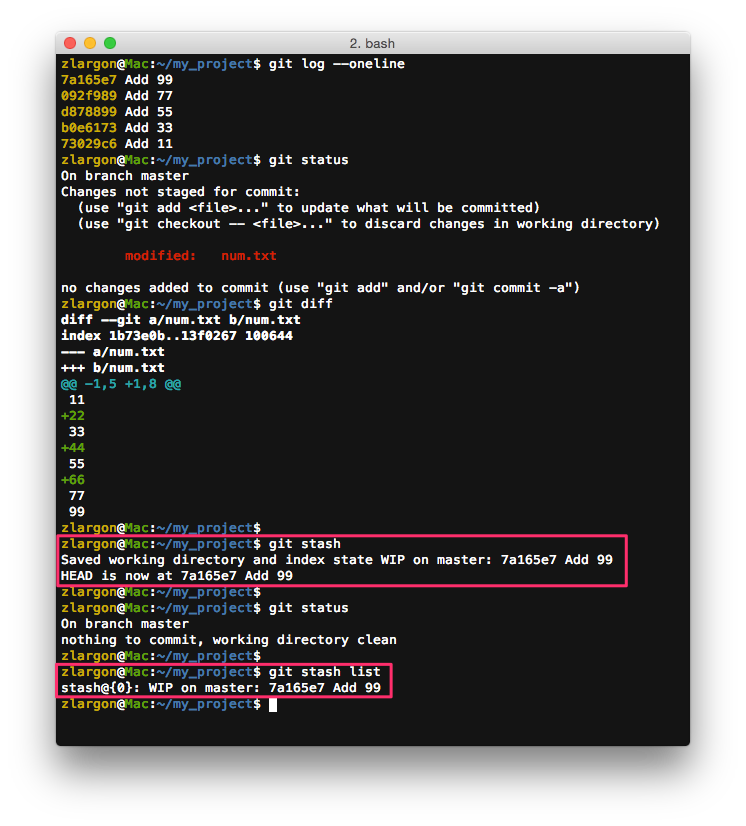 2. bash
zlargon@Mac:~/my_project$ git log --oneline
7a165e7 Add 99
092f989 Add 77
d878899 Add 55
b0e6173 Add 33
73029c6 Add 11
zlargon@Mac:~/my_project$ git status
On branch master
Changes not staged for commit:
  (use "git add <file>..." to update what will be committed)
  (use "git checkout -- <file>..." to discard changes in working directory)
        modified:   num.txt
no changes added to commit (use "git add" and/or "git commit -a")
zlargon@Mac:~/my_project$ git diff
diff --git a/num.txt b/num.txt
index 1b73e0b..13f0267 100644
--- a/num.txt
+++ b/num.txt
@@ -1,5 +1,8 @@
 11
+22
 33
+44
 55
+66
 77
 99
zlargon@Mac:~/my_project$
zlargon@Mac:~/my_project$ git stash
Saved working directory and index state WIP on master: 7a165e7 Add 99
HEAD is now at 7a165e7 Add 99
zlargon@Mac:~/my_project$
zlargon@Mac:~/my_project$ git status
On branch master
nothing to commit, working directory clean
zlargon@Mac:~/my_project$
zlargon@Mac:~/my_project$ git stash list
stash@{0}: WIP on master: 7a165e7 Add 99
zlargon@Mac:~/my_project$